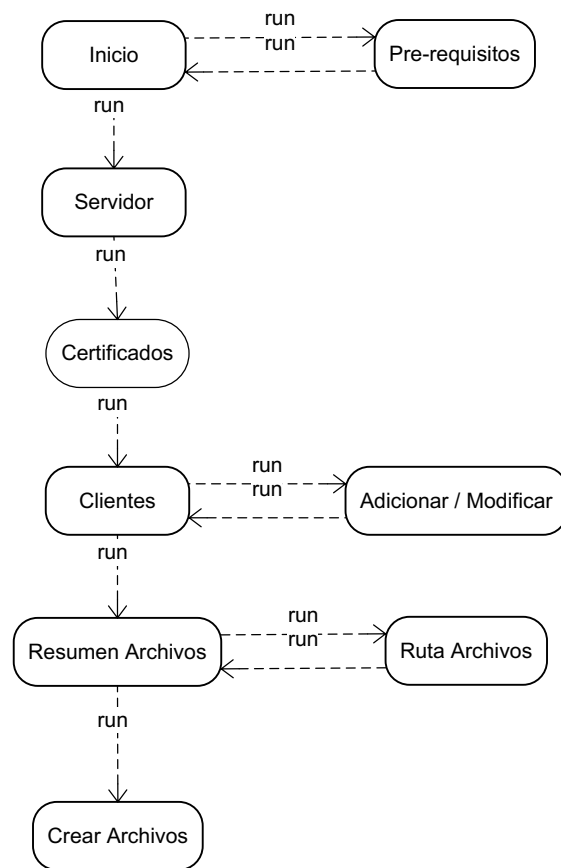 run
run
Inicio
Pre-requisitos
run
Servidor
run
Certificados
run
run
run
Clientes
Adicionar / Modificar
run
run
run
Resumen Archivos
Ruta Archivos
run
Crear Archivos